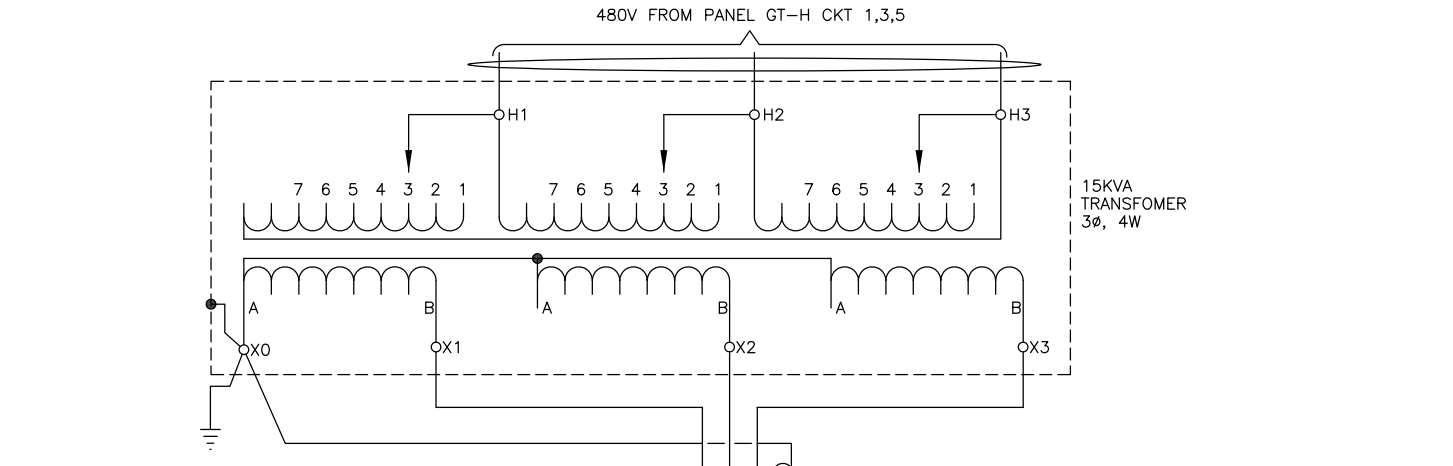 480V FROM PANEL GT-H CKT 1,3,5
H1 H2 H3
7 6 5 4 3 2 1 7 6 5 4 3 2 1 7 6 5 4 3 2 1
15KVA
TRANSFOMER
3ø, 4W
A B A B A B
X0 X1 X2 X3